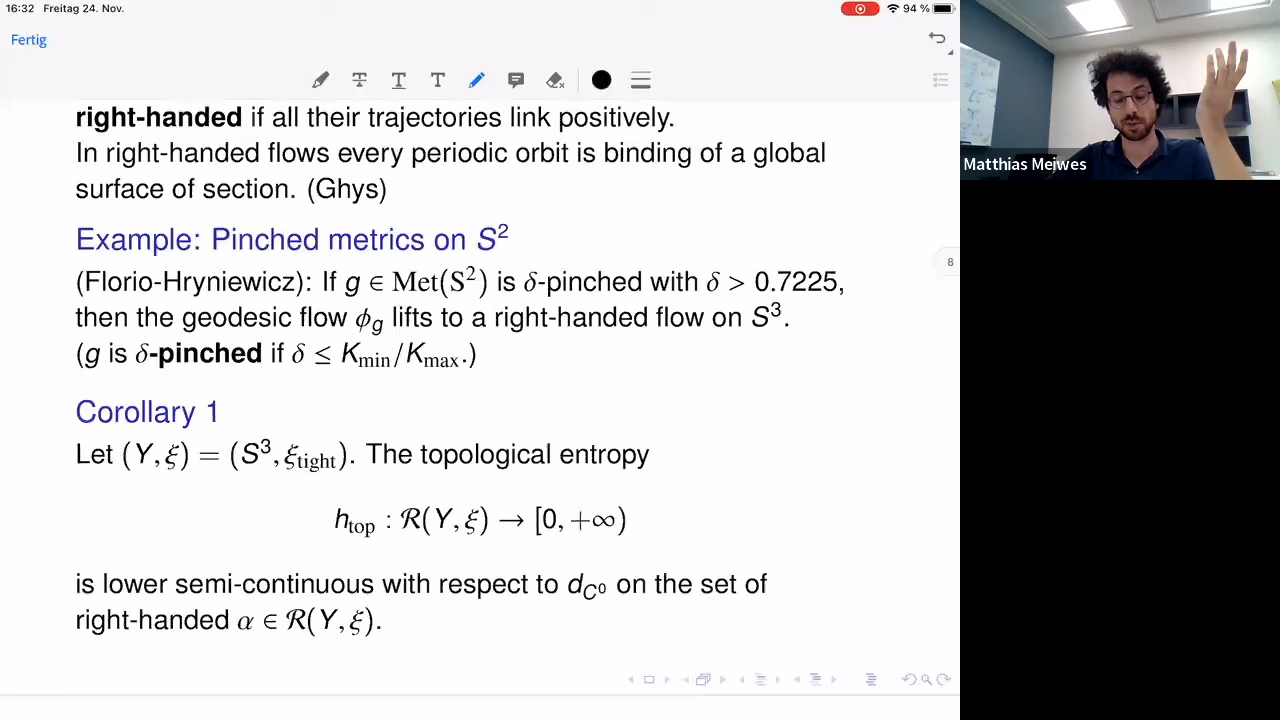 16:32 Freitag 24. Nov.
94 %
Fertig
right-handed if all their trajectories link positively.
In right-handed flows every periodic orbit is binding of a global
surface of section. (Ghys)
Example: Pinched metrics on S²
(Florio-Hryniewicz): If g ∈ Met(S²) is δ-pinched with δ > 0.7225,
then the geodesic flow ϕ_g lifts to a right-handed flow on S³.
(g is δ-pinched if δ ≤ K_min/K_max.)
Corollary 1
Let (Y, ξ) = (S³, ξ_tight). The topological entropy
h_top : R(Y, ξ) → [0, +∞)
is lower semi-continuous with respect to d_{C⁰} on the set of
right-handed α ∈ R(Y, ξ).
8
Matthias Meiwes